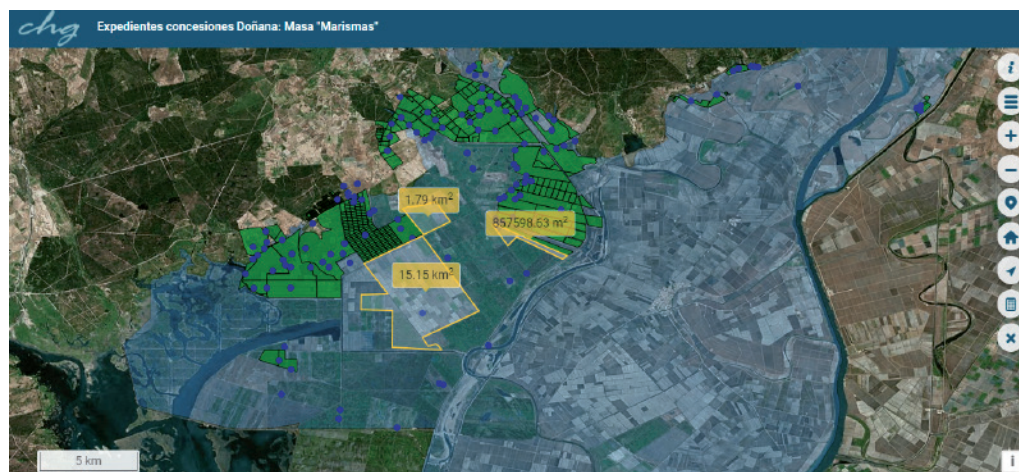 chg Expedientes concesiones Doñana: Masa "Marismas"
1.79 km²
857598.63 m²
15.15 km²
5 km